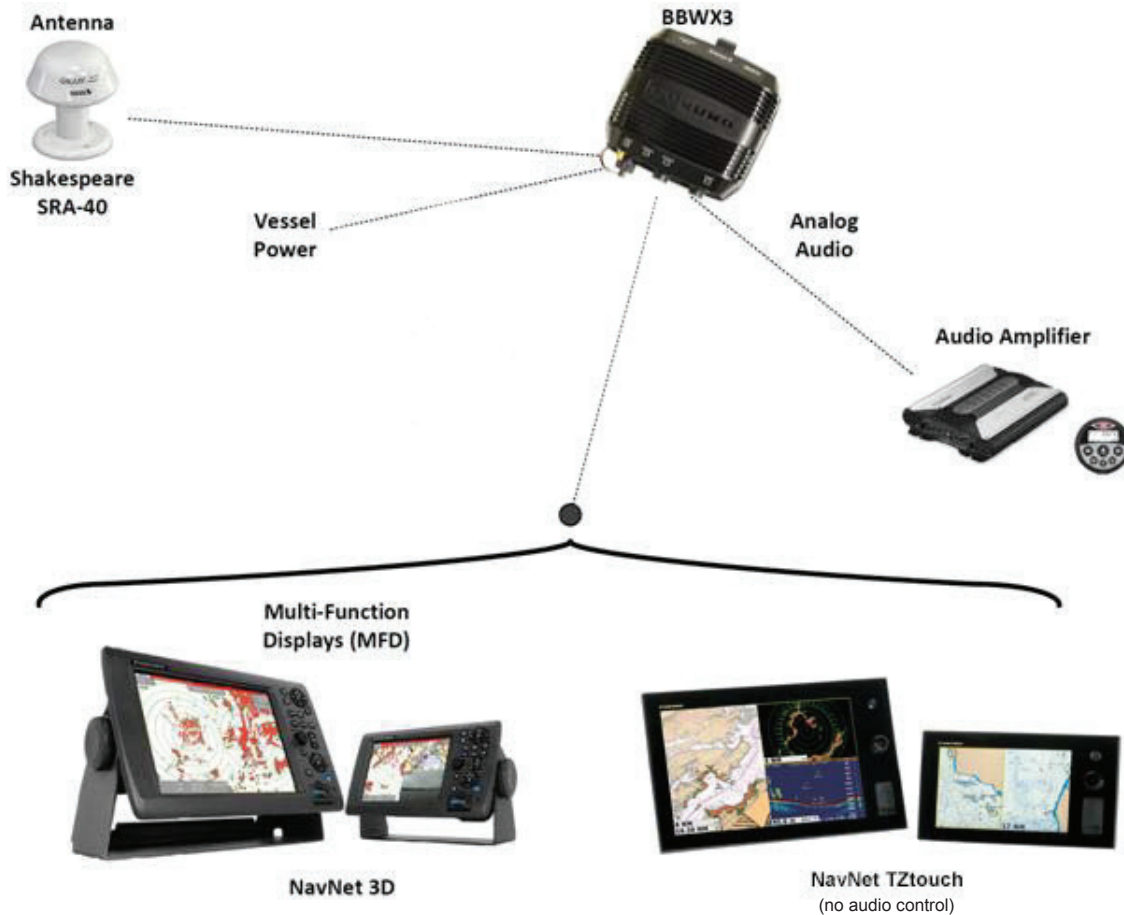 Antenna
BBWX3
Shakespeare
SRA-40
Vessel
Power
Analog
Audio
Audio Amplifier
Multi-Function
Displays (MFD)
NavNet 3D
NavNet TZtouch
(no audio control)